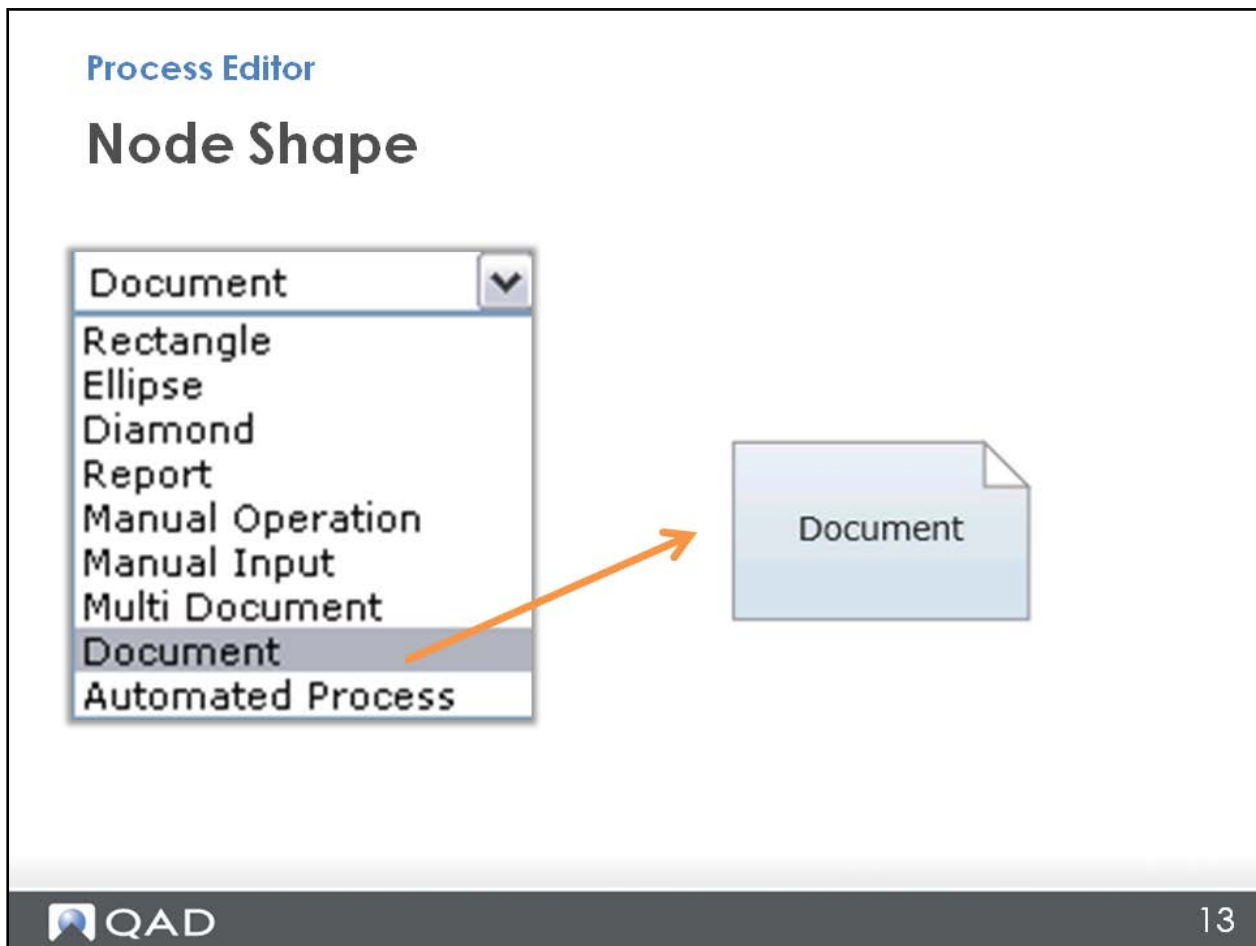 Process Editor
Node Shape
Document
Rectangle
Ellipse
Diamond
Report
Manual Operation
Manual Input
Multi Document
Document
Automated Process
Document
QAD
13